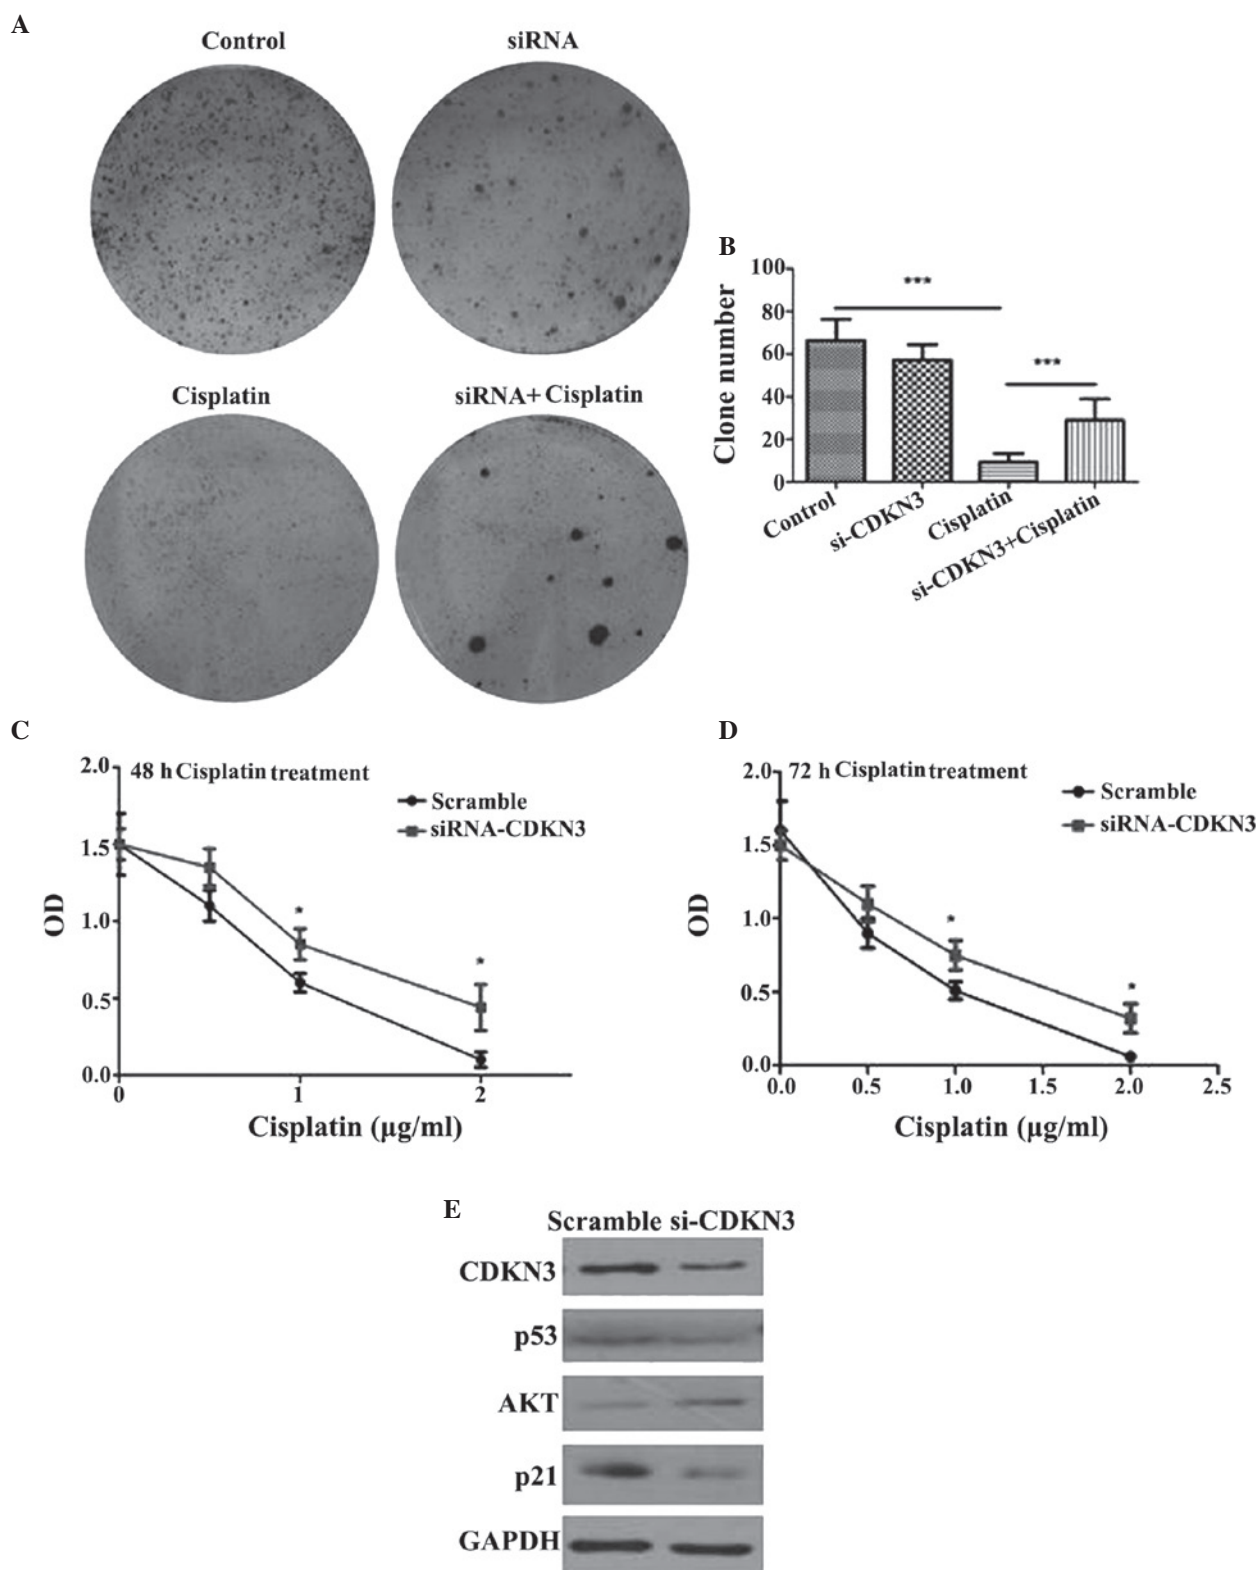 A
Control
siRNA
Cisplatin
siRNA+ Cisplatin
B
Clone number
100
80
60
40
20
0
***
***
Control
si-CDKN3
Cisplatin
si-CDKN3+Cisplatin
C
48 h Cisplatin treatment
Scramble
siRNA-CDKN3
OD
2.0
1.5
1.0
0.5
0.0
*
*
0 1 2
Cisplatin (µg/ml)
D
72 h Cisplatin treatment
Scramble
siRNA-CDKN3
OD
2.0
1.5
1.0
0.5
0.0
*
*
0.0 0.5 1.0 1.5 2.0 2.5
Cisplatin (µg/ml)
E
Scramble si-CDKN3
CDKN3
p53
AKT
p21
GAPDH